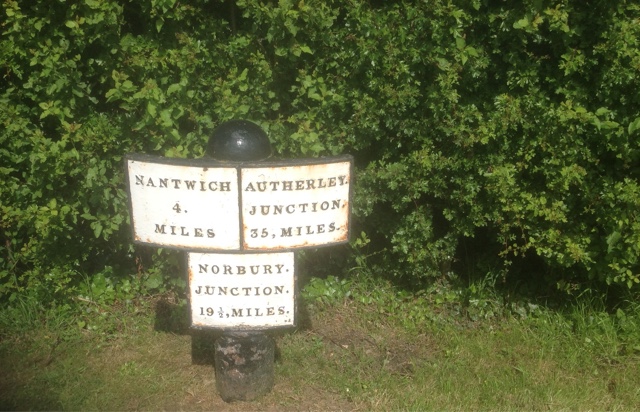 NANTWICH
4.
MILES
AUTHERLEY.
JUNCTION.
35, MILES.
NORBURY.
JUNCTION.
19½, MILES.